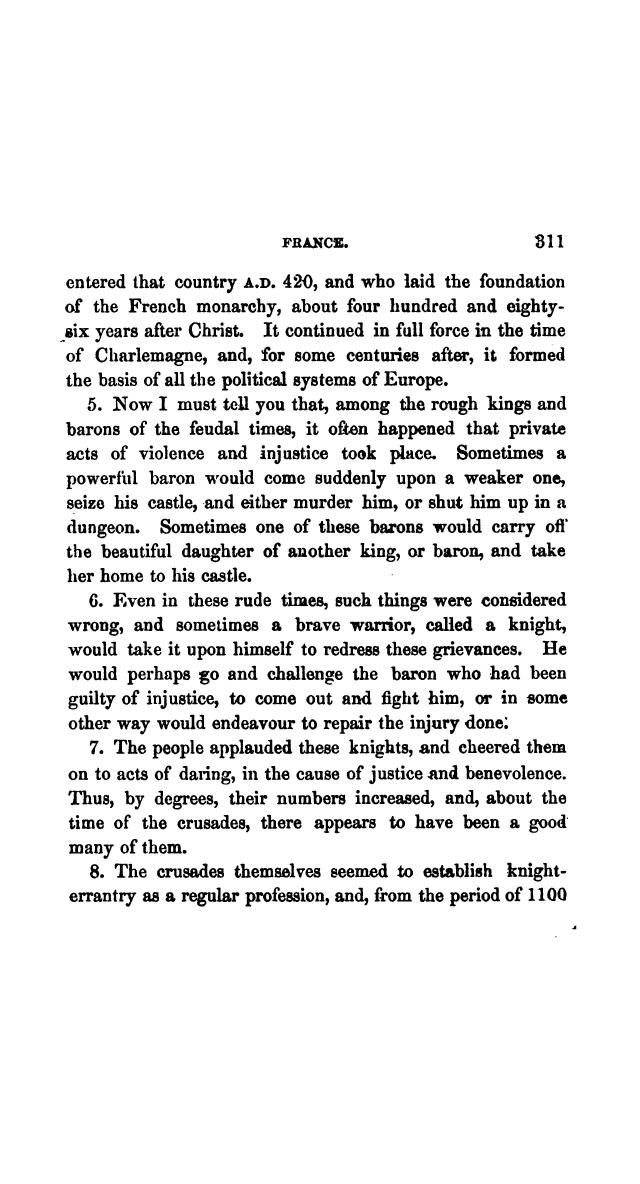 FRANCE. 311
entered that country A.D. 420, and who laid the foundation
of the French monarchy, about four hundred and eighty-
six years after Christ. It continued in full force in the time
of Charlemagne, and, for some centuries after, it formed
the basis of all the political systems of Europe.
5. Now I must tell you that, among the rough kings and
barons of the feudal times, it often happened that private
acts of violence and injustice took place. Sometimes a
powerful baron would come suddenly upon a weaker one,
seize his castle, and either murder him, or shut him up in a
dungeon. Sometimes one of these barons would carry off
the beautiful daughter of another king, or baron, and take
her home to his castle.
6. Even in these rude times, such things were considered
wrong, and sometimes a brave warrior, called a knight,
would take it upon himself to redress these grievances. He
would perhaps go and challenge the baron who had been
guilty of injustice, to come out and fight him, or in some
other way would endeavour to repair the injury done.
7. The people applauded these knights, and cheered them
on to acts of daring, in the cause of justice and benevolence.
Thus, by degrees, their numbers increased, and, about the
time of the crusades, there appears to have been a good
many of them.
8. The crusades themselves seemed to establish knight-
errantry as a regular profession, and, from the period of 1100